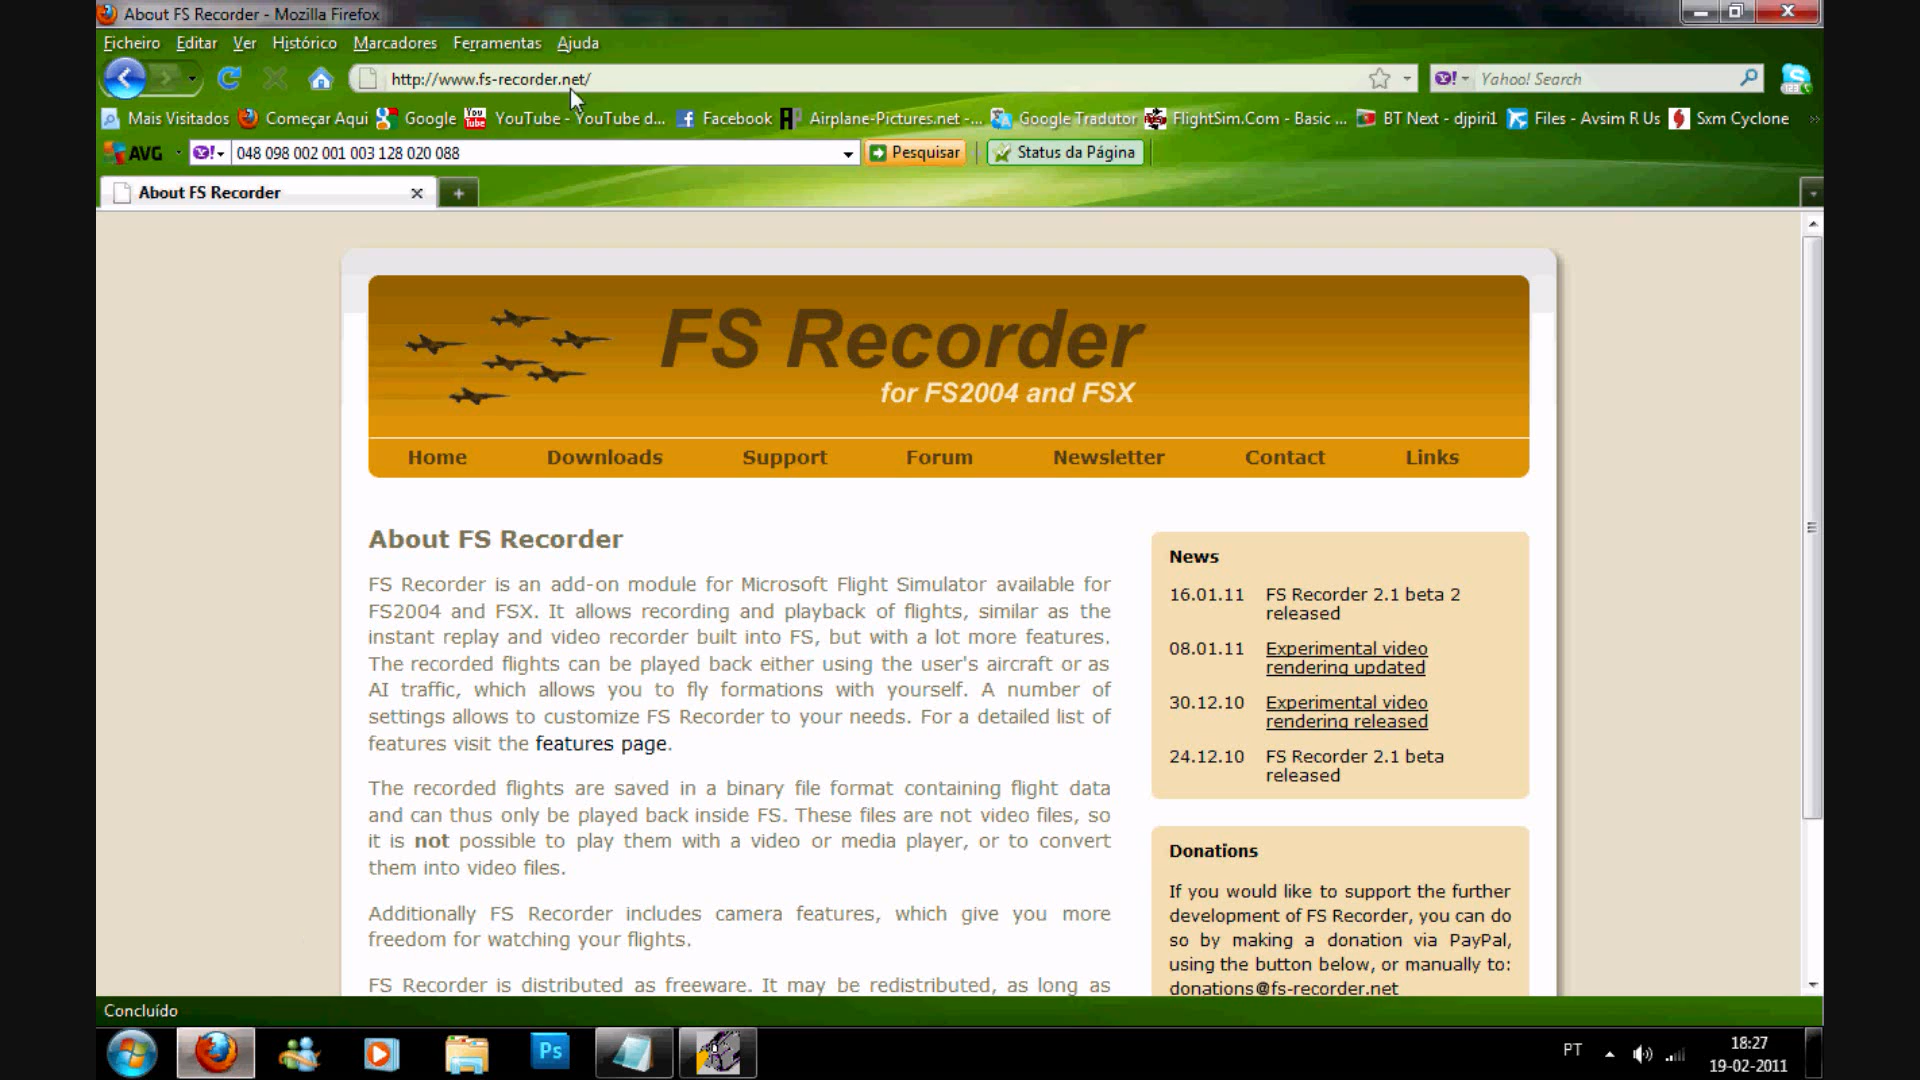 About FS Recorder - Mozilla Firefox
Ficheiro Editar Ver Histórico Marcadores Ferramentas Ajuda
http://www.fs-recorder.net/
Yahoo! Search
Mais Visitados Começar Aqui Google YouTube - YouTube d... Facebook Airplane-Pictures.net -... Google Tradutor FlightSim.Com - Basic ... BT Next - djpiri1 Files - Avsim R Us Sxm Cyclone
AVG 048 098 002 001 003 128 020 088 Pesquisar Status da Página
About FS Recorder
FS Recorder
for FS2004 and FSX
Home Downloads Support Forum Newsletter Contact Links
About FS Recorder
FS Recorder is an add-on module for Microsoft Flight Simulator available for
FS2004 and FSX. It allows recording and playback of flights, similar as the
instant replay and video recorder built into FS, but with a lot more features.
The recorded flights can be played back either using the user's aircraft or as
AI traffic, which allows you to fly formations with yourself. A number of
settings allows to customize FS Recorder to your needs. For a detailed list of
features visit the features page.
The recorded flights are saved in a binary file format containing flight data
and can thus only be played back inside FS. These files are not video files, so
it is not possible to play them with a video or media player, or to convert
them into video files.
Additionally FS Recorder includes camera features, which give you more
freedom for watching your flights.
FS Recorder is distributed as freeware. It may be redistributed, as long as
News
16.01.11 FS Recorder 2.1 beta 2
released
08.01.11 Experimental video
rendering updated
30.12.10 Experimental video
rendering released
24.12.10 FS Recorder 2.1 beta
released
Donations
If you would like to support the further
development of FS Recorder, you can do
so by making a donation via PayPal,
using the button below, or manually to:
donations@fs-recorder.net
Concluído
Ps
PT
18:27
19-02-2011